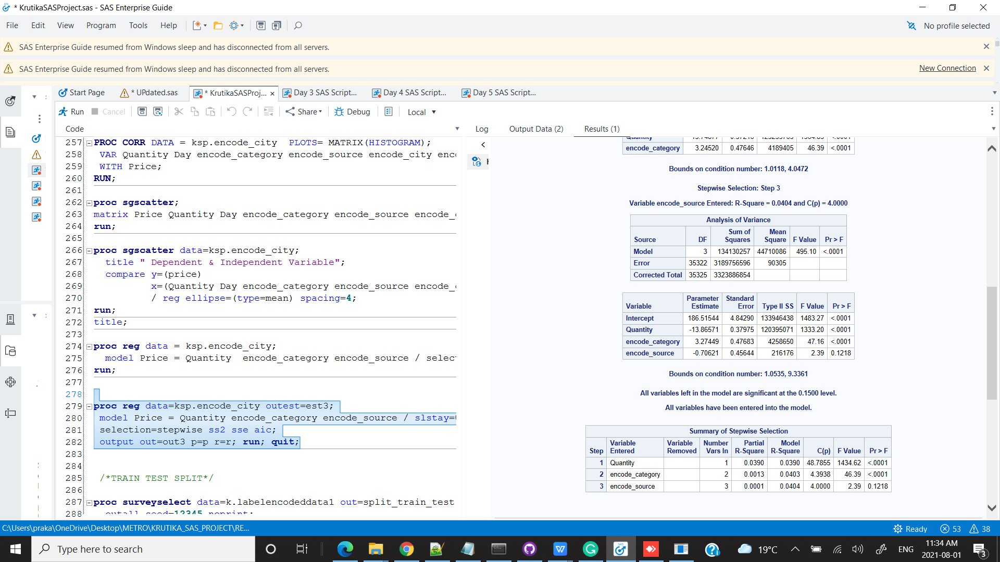 * KrutikaSASProject.sas - SAS Enterprise Guide
File Edit View Program Tools Help
No profile selected
SAS Enterprise Guide resumed from Windows sleep and has disconnected from all servers.
SAS Enterprise Guide resumed from Windows sleep and has disconnected from all servers.
New Connection
Start Page
* UPdated.sas
* KrutikaSASProj...
Day 3 SAS Script...
Day 4 SAS Script...
Day 5 SAS Script...
Run Cancel Share Debug Local
Code
257 PROC CORR DATA = ksp.encode_city PLOTS= MATRIX(HISTOGRAM);
258 VAR Quantity Day encode_category encode_source encode_city enc
259 WITH Price;
260 RUN;
261
262 proc sgscatter;
263 matrix Price Quantity Day encode_category encode_source encode_
264 run;
265
266 proc sgscatter data=ksp.encode_city;
267 title " Dependent & Independent Variable";
268 compare y=(price)
269 x=(Quantity Day encode_category encode_source encode_
270 / reg ellipse=(type=mean) spacing=4;
271 run;
272 title;
273
274 proc reg data = ksp.encode_city;
275 model Price = Quantity encode_category encode_source / selec
276 run;
277
278
279 proc reg data=ksp.encode_city outest=est3;
280 model Price = Quantity encode_category encode_source / slstay=
281 selection=stepwise ss2 sse aic;
282 output out=out3 p=p r=r; run; quit;
283
284
285 /*TRAIN TEST SPLIT*/
286
287 proc surveyselect data=k.labelencodeddata1 out=split_train_test
288 outall seed=12345 noprint;
Log Output Data (2) Results (1)
Quantity
encode_category 3.24520 0.47646 4189405 46.39 <.0001
Bounds on condition number: 1.0118, 4.0472
Stepwise Selection: Step 3
Variable encode_source Entered: R-Square = 0.0404 and C(p) = 4.0000
Analysis of Variance
Source DF Sum of Squares Mean Square F Value Pr > F
Model 3 134130257 44710086 495.10 <.0001
Error 35322 3189756596 90305
Corrected Total 35325 3323886854
Variable Parameter Estimate Standard Error Type II SS F Value Pr > F
Intercept 186.51544 4.84290 133946438 1483.27 <.0001
Quantity -13.86571 0.37975 120395071 1333.20 <.0001
encode_category 3.27449 0.47683 4258650 47.16 <.0001
encode_source -0.70621 0.45644 216176 2.39 0.1218
Bounds on condition number: 1.0535, 9.3361
All variables left in the model are significant at the 0.1500 level.
All variables have been entered into the model.
Summary of Stepwise Selection
Step Variable Entered Variable Removed Number Vars In Partial R-Square Model R-Square C(p) F Value Pr > F
1 Quantity 1 0.0390 0.0390 48.7855 1434.62 <.0001
2 encode_category 2 0.0013 0.0403 4.3938 46.39 <.0001
3 encode_source 3 0.0001 0.0404 4.0000 2.39 0.1218
C:\Users\praka\OneDrive\Desktop\METRO\KRUTIKA_SAS_PROJECT\RE...
Ready 53 38
Type here to search
19°C
ENG
11:34 AM
2021-08-01
3